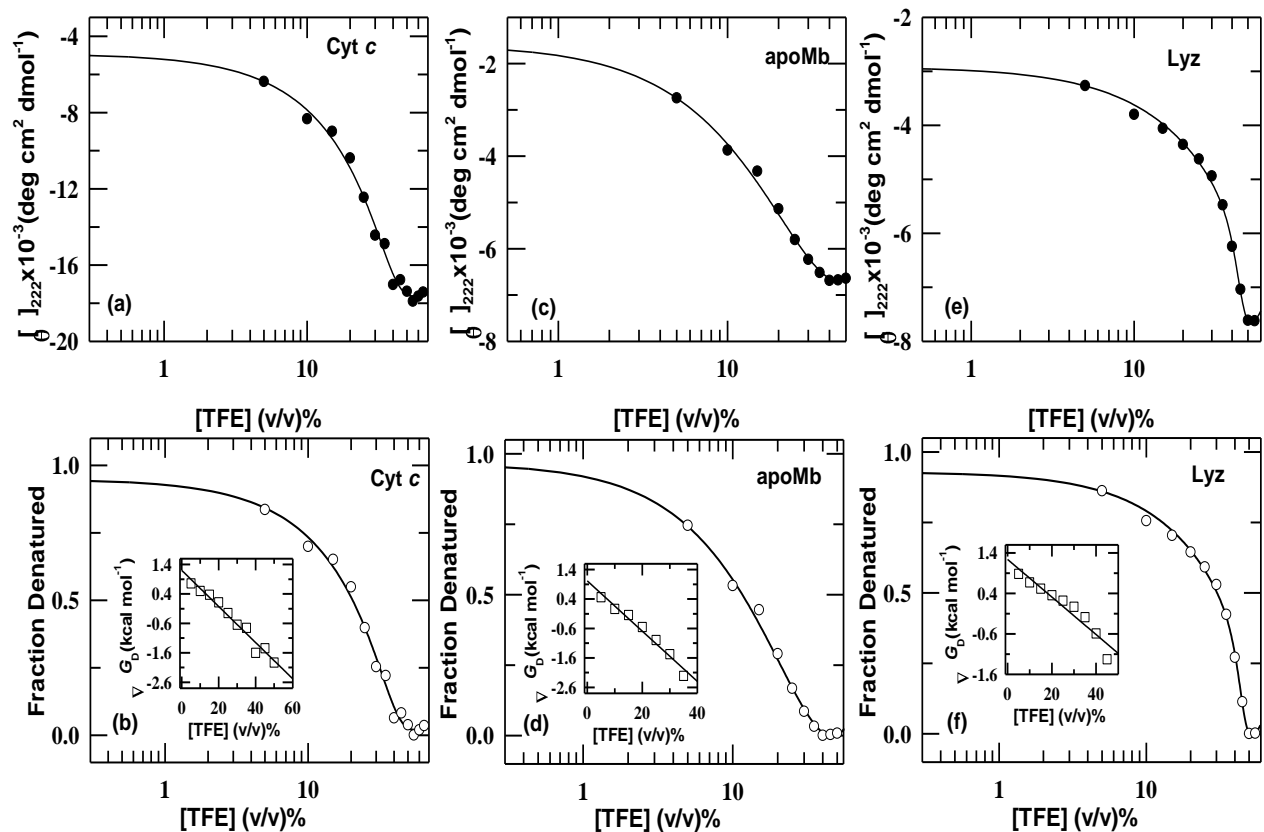 -4
-8
-12
-16
-20
[θ]₂₂₂x10⁻³(deg cm² dmol⁻¹)
Cyt c
(a)
1
10
[TFE] (v/v)%
-2
-4
-6
-8
[θ]₂₂₂x10⁻³(deg cm² dmol⁻¹)
apoMb
(c)
1
10
[TFE] (v/v)%
-2
-4
-6
-8
[θ]₂₂₂x10⁻³(deg cm² dmol⁻¹)
Lyz
(e)
1
10
[TFE] (v/v)%
1.0
0.5
0.0
Fraction Denatured
Cyt c
1.4
0.4
-0.6
-1.6
-2.6
∇ G_D(kcal mol⁻¹)
0 20 40 60
[TFE] (v/v)%
(b)
1
10
[TFE] (v/v)%
1.0
0.5
0.0
Fraction Denatured
apoMb
1.4
0.4
-0.6
-1.6
-2.6
∇ G_D(kcal mol⁻¹)
0 20 40
[TFE] (v/v)%
(d)
1
10
[TFE] (v/v)%
1.0
0.5
0.0
Fraction Denatured
Lyz
1.4
0.4
-0.6
-1.6
∇ G_D(kcal mol⁻¹)
0 20 40
[TFE] (v/v)%
(f)
1
10
[TFE] (v/v)%